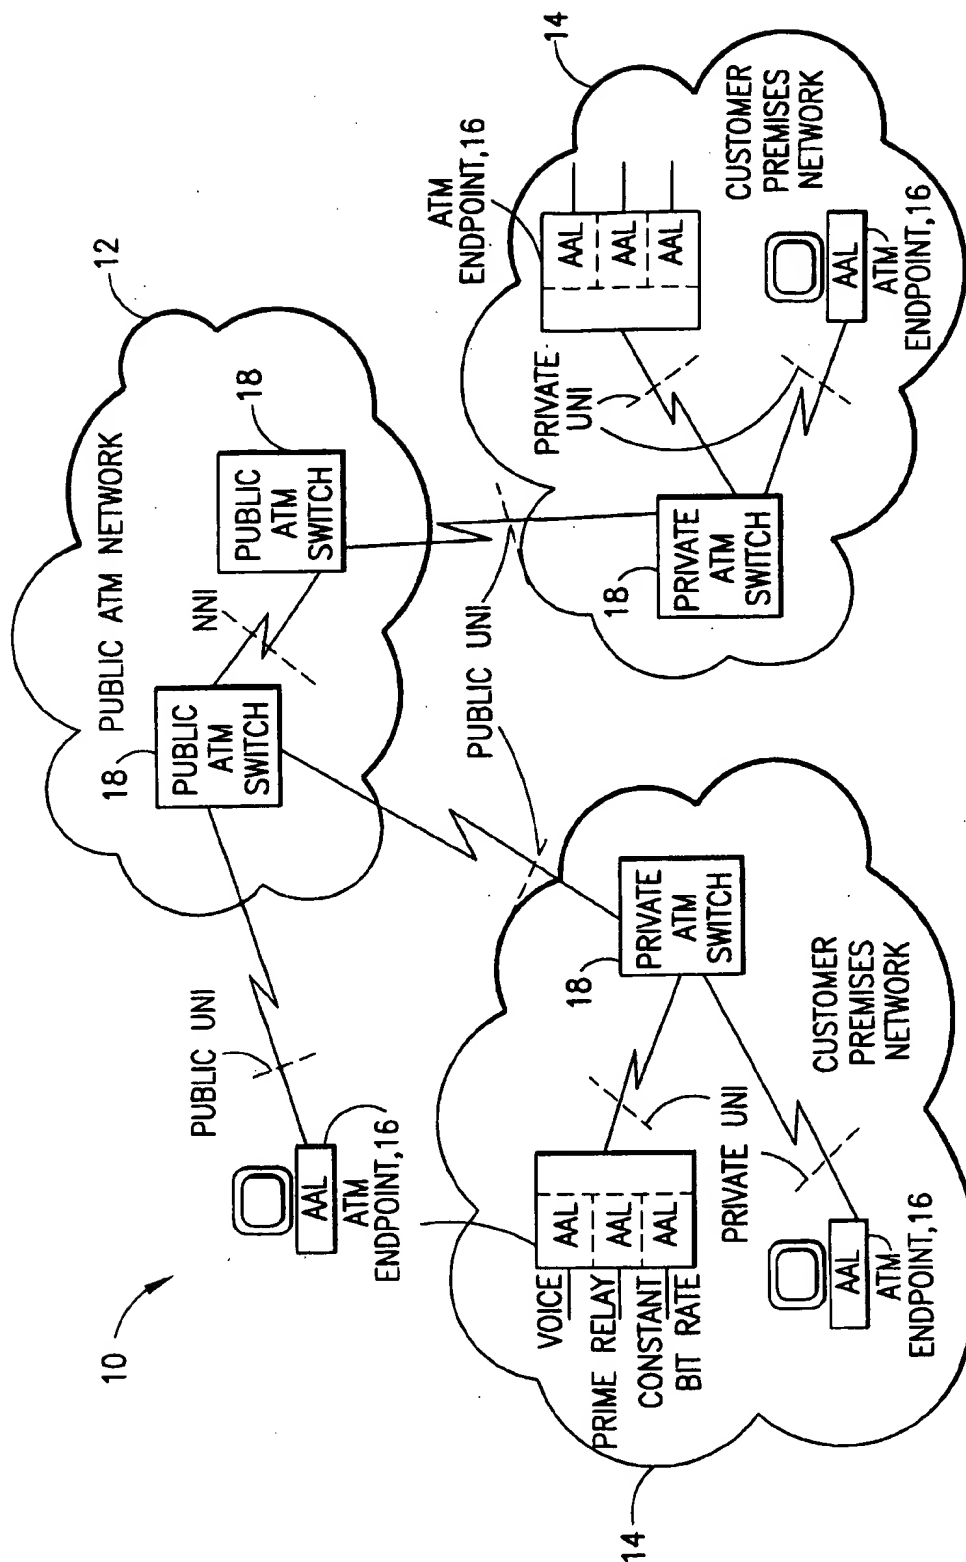 10
12
PUBLIC ATM NETWORK
18
PUBLIC
ATM
SWITCH
NNI
PUBLIC
ATM
SWITCH
18
PUBLIC UNI
AAL
ATM
ENDPOINT,16
PUBLIC UNI
14
VOICE
PRIME RELAY
CONSTANT
BIT RATE
AAL
AAL
AAL
18
PRIVATE
ATM
SWITCH
PRIVATE UNI
AAL
ATM
ENDPOINT,16
CUSTOMER
PREMISES
NETWORK
14
ATM
ENDPOINT,16
AAL
AAL
AAL
PRIVATE
UNI
18
PRIVATE
ATM
SWITCH
AAL
ATM
ENDPOINT,16
CUSTOMER
PREMISES
NETWORK